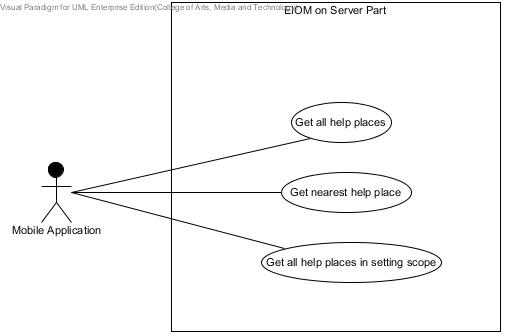 Visual Paradigm for UML Enterprise Edition(College of Arts, Media and Technology)
EIOM on Server Part
Get all help places
Get nearest help place
Mobile Application
Get all help places in setting scope